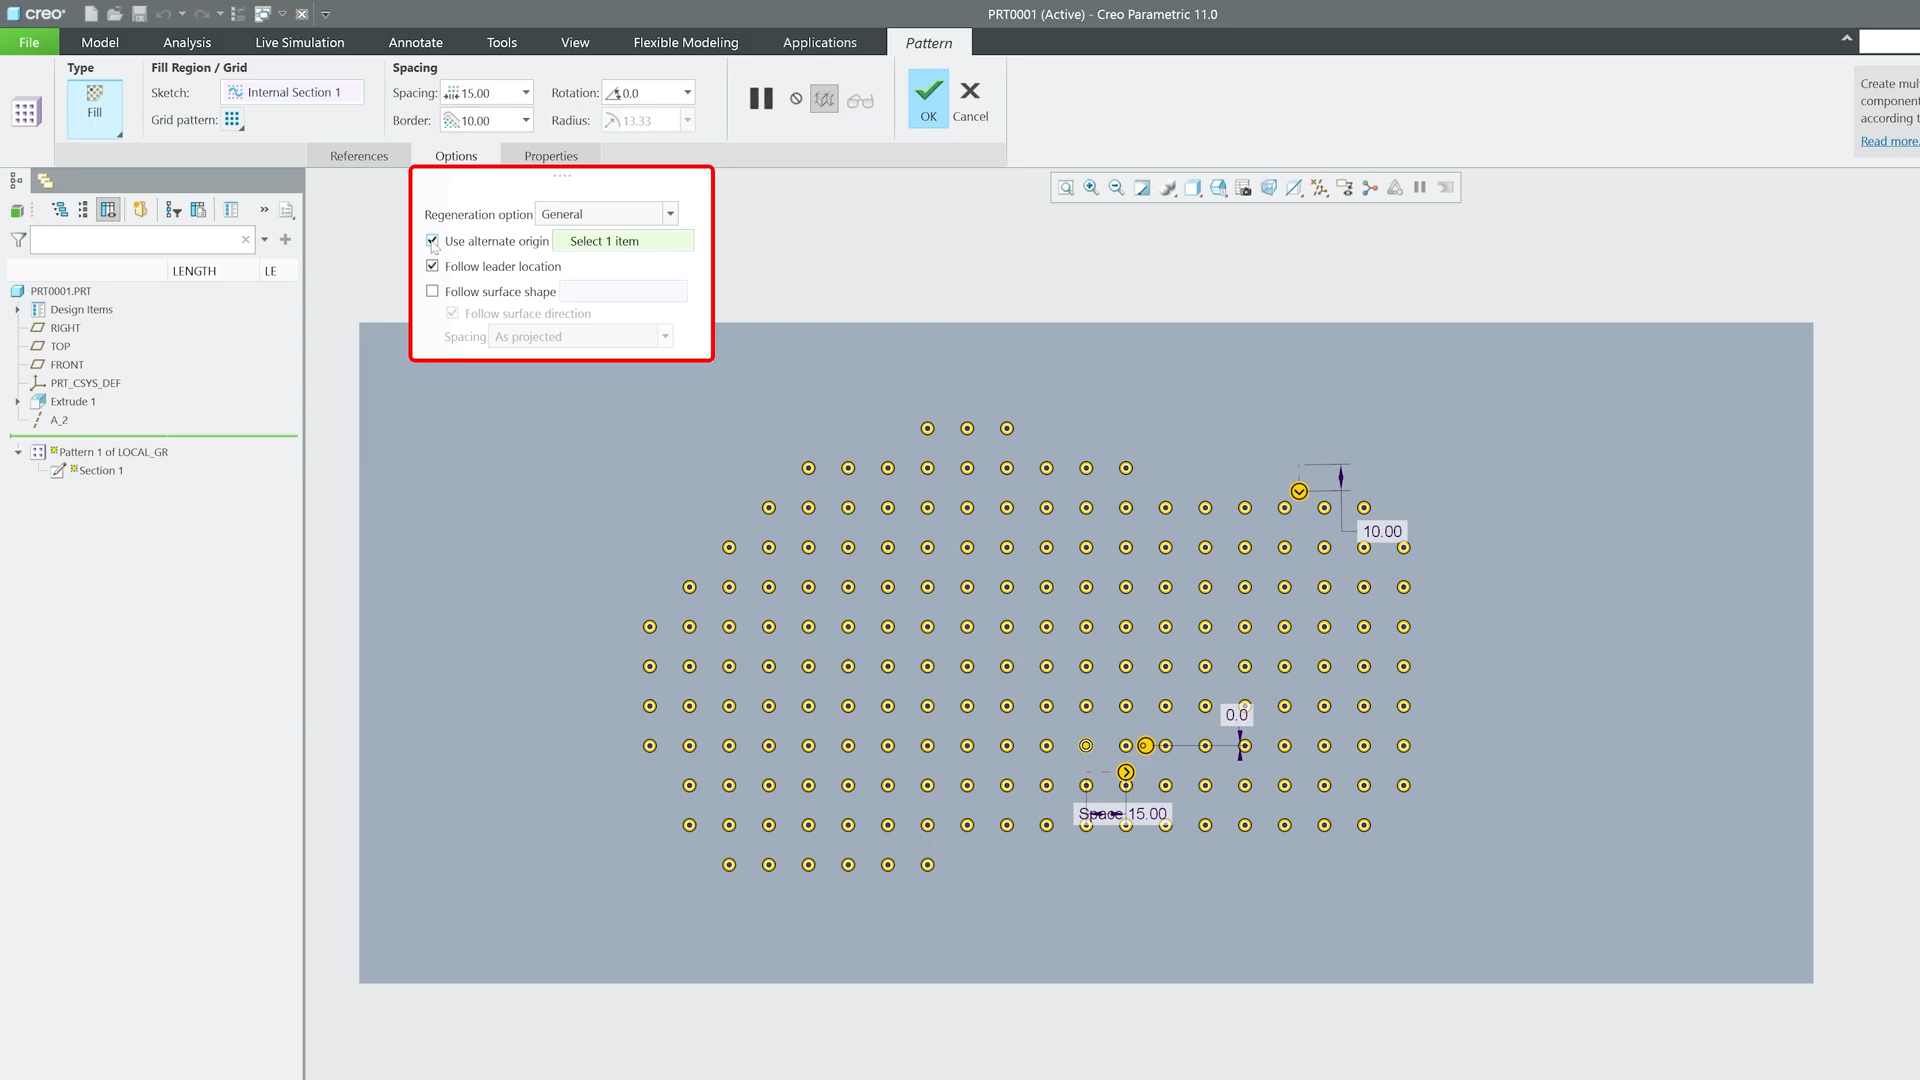 creo
PRT0001 (Active) - Creo Parametric 11.0
File Model Analysis Live Simulation Annotate Tools View Flexible Modeling Applications Pattern
Type Fill Region / Grid Spacing
Fill
Sketch: Internal Section 1
Grid pattern:
Spacing: 15.00 Rotation: 0.0
Border: 10.00 Radius: 13.33
OK Cancel
Create mul
component
according t
Read more.
References Options Properties
Regeneration option General
Use alternate origin Select 1 item
Follow leader location
Follow surface shape
Follow surface direction
Spacing As projected
LENGTH LE
PRT0001.PRT
Design Items
RIGHT
TOP
FRONT
PRT_CSYS_DEF
Extrude 1
A_2
Pattern 1 of LOCAL_GR
Section 1
10.00
0.0
Space 15.00